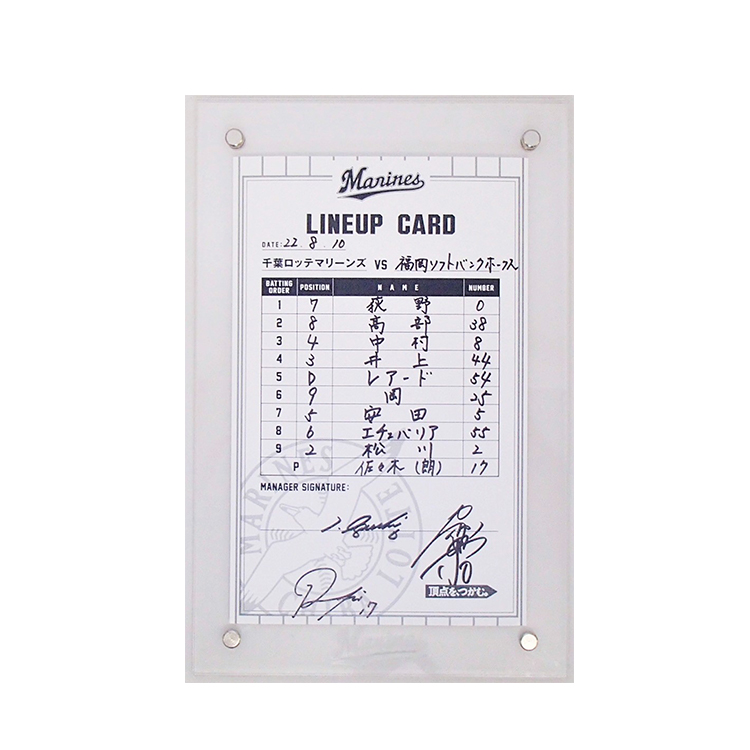 Marines
LINEUP CARD
DATE: 22. 8. 10
千葉ロッテマリーンズ VS 福岡ソフトバンクホークス
BATTING ORDER POSITION NAME NUMBER
1 7 荻野 0
2 8 髙部 38
3 4 中村 8
4 3 井上 44
5 D レアード 54
6 9 岡 25
7 5 安田 5
8 6 エチェバリア 55
9 2 松川 2
P 佐々木(朗) 17
MANAGER SIGNATURE:
MARINES
LOTTE
17
頂点を、つかむ。
Marines